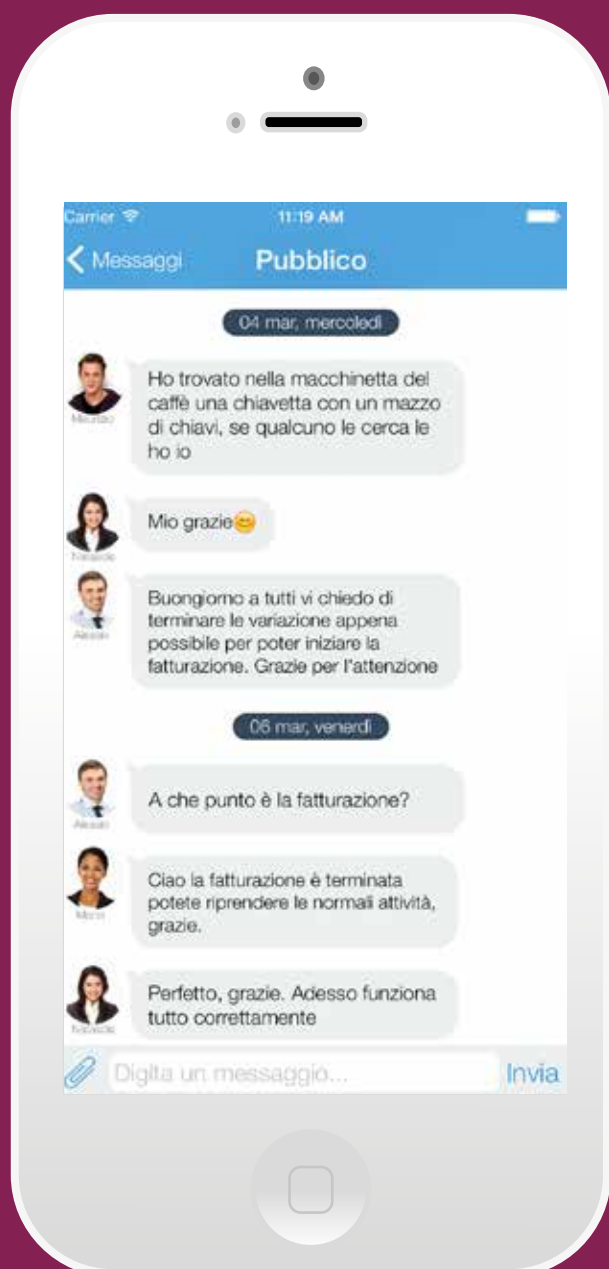 Carrier
11:19 AM
Messaggi
Pubblico
04 mar, mercoledì
Ho trovato nella macchinetta del
caffè una chiavetta con un mazzo
di chiavi, se qualcuno le cerca le
ho io
Maurizio
Mio grazie😊
Buongiorno a tutti vi chiedo di
terminare le variazione appena
possibile per poter iniziare la
fatturazione. Grazie per l'attenzione
06 mar, venerdì
A che punto è la fatturazione?
Ciao la fatturazione è terminata
potete riprendere le normali attività,
grazie.
Perfetto, grazie. Adesso funziona
tutto correttamente
Digita un messaggio...
Invia